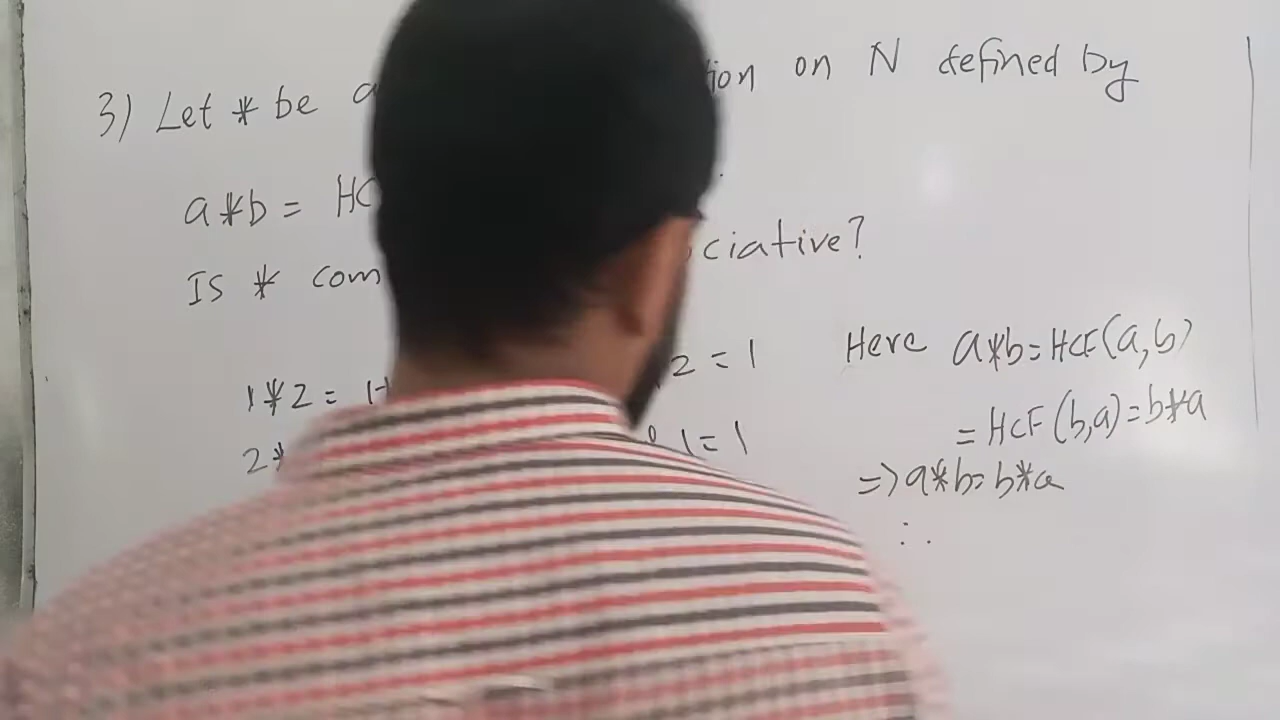 3) Let * be a tion on N defined by
a*b = HC
Is * com ciative?
1*2 = H 2 = 1
2* 1 = 1
Here a*b = HCF(a,b)
= HCF(b,a) = b*a
=> a*b = b*a
∴